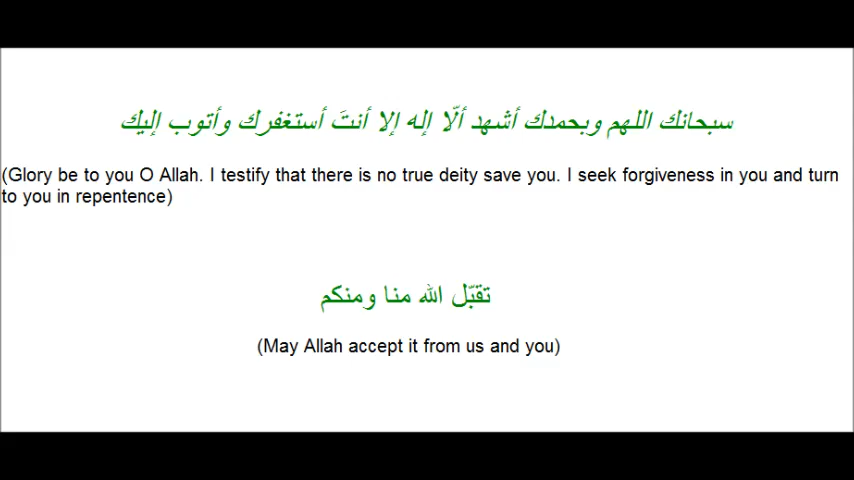 سبحانك اللهم وبحمدك أشهد ألّا إله إلا أنتَ أستغفرك وأتوب إليك
(Glory be to you O Allah. I testify that there is no true deity save you. I seek forgiveness in you and turn
to you in repentence)
تقبّل الله منا ومنكم
(May Allah accept it from us and you)